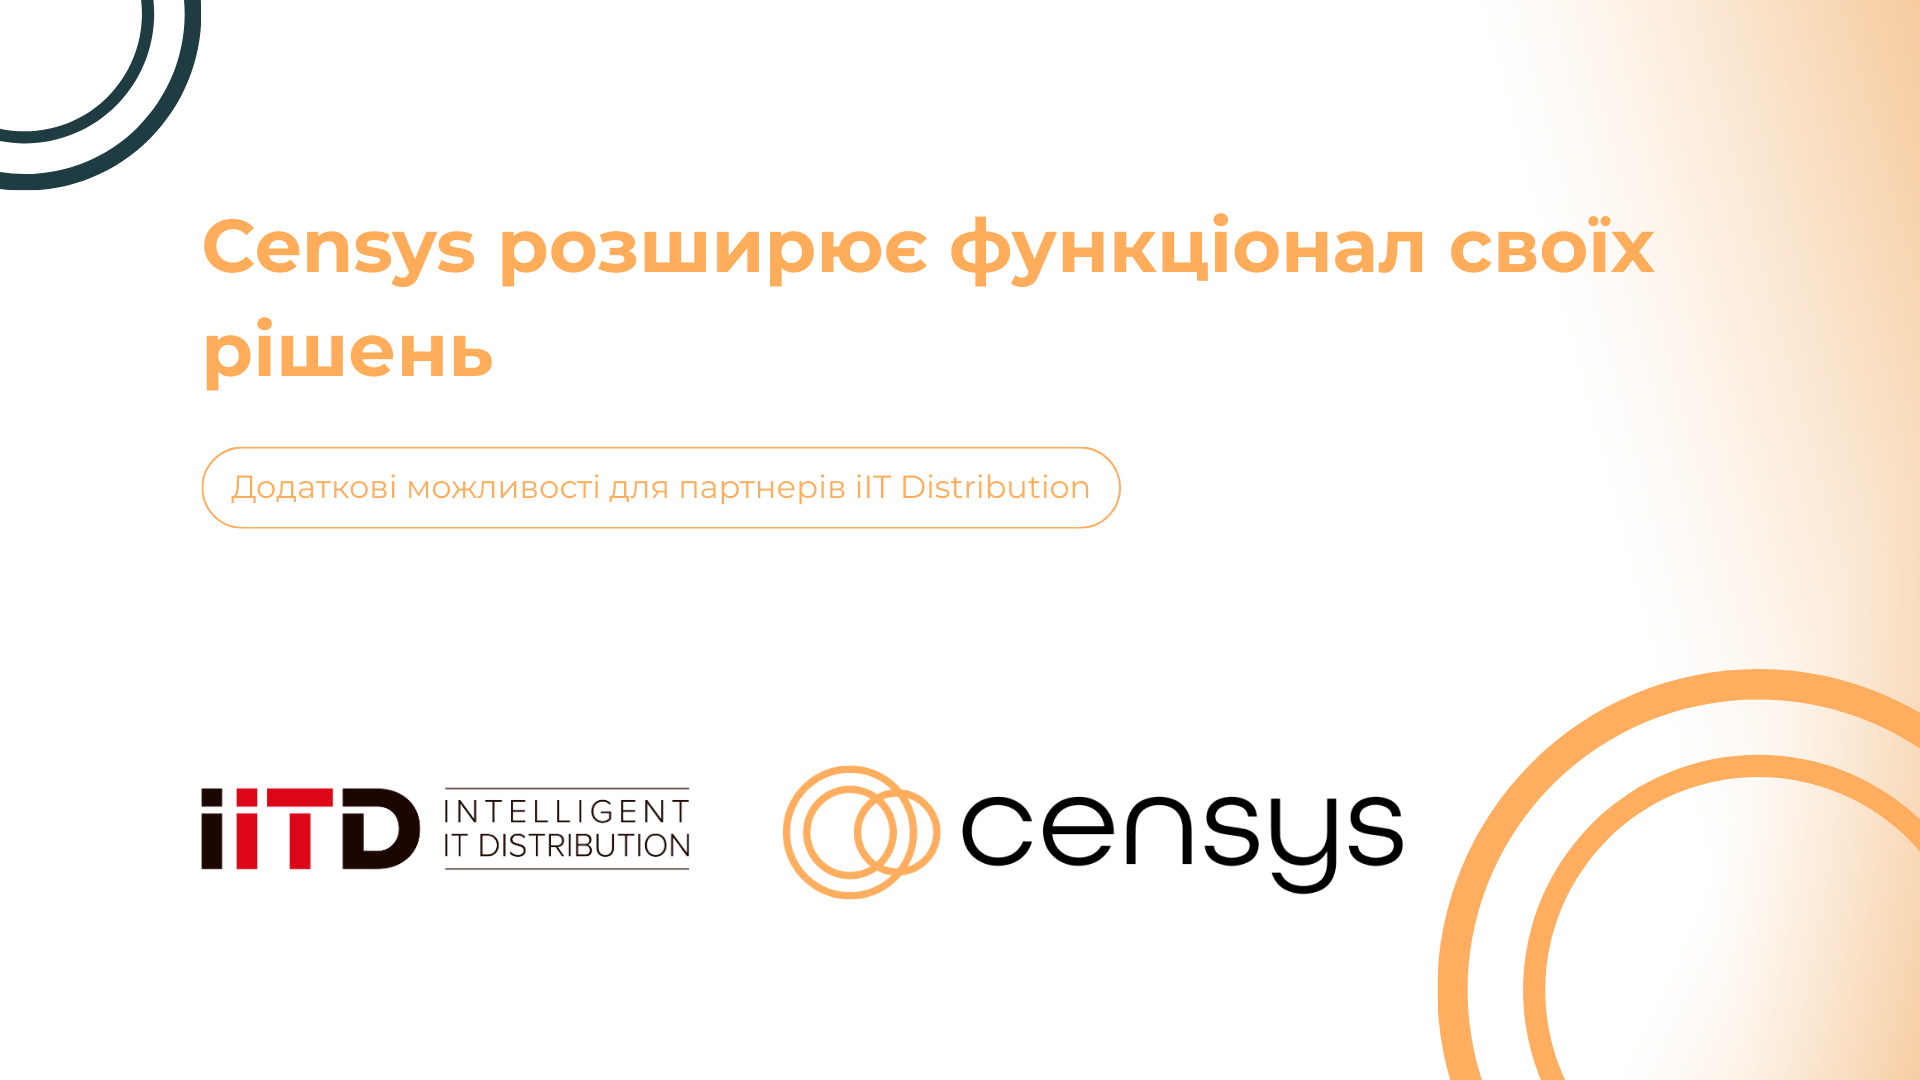 Censys розширює функціонал своїх
рішень
Додаткові можливості для партнерів iIT Distribution
iiTD
INTELLIGENT
IT DISTRIBUTION
censys